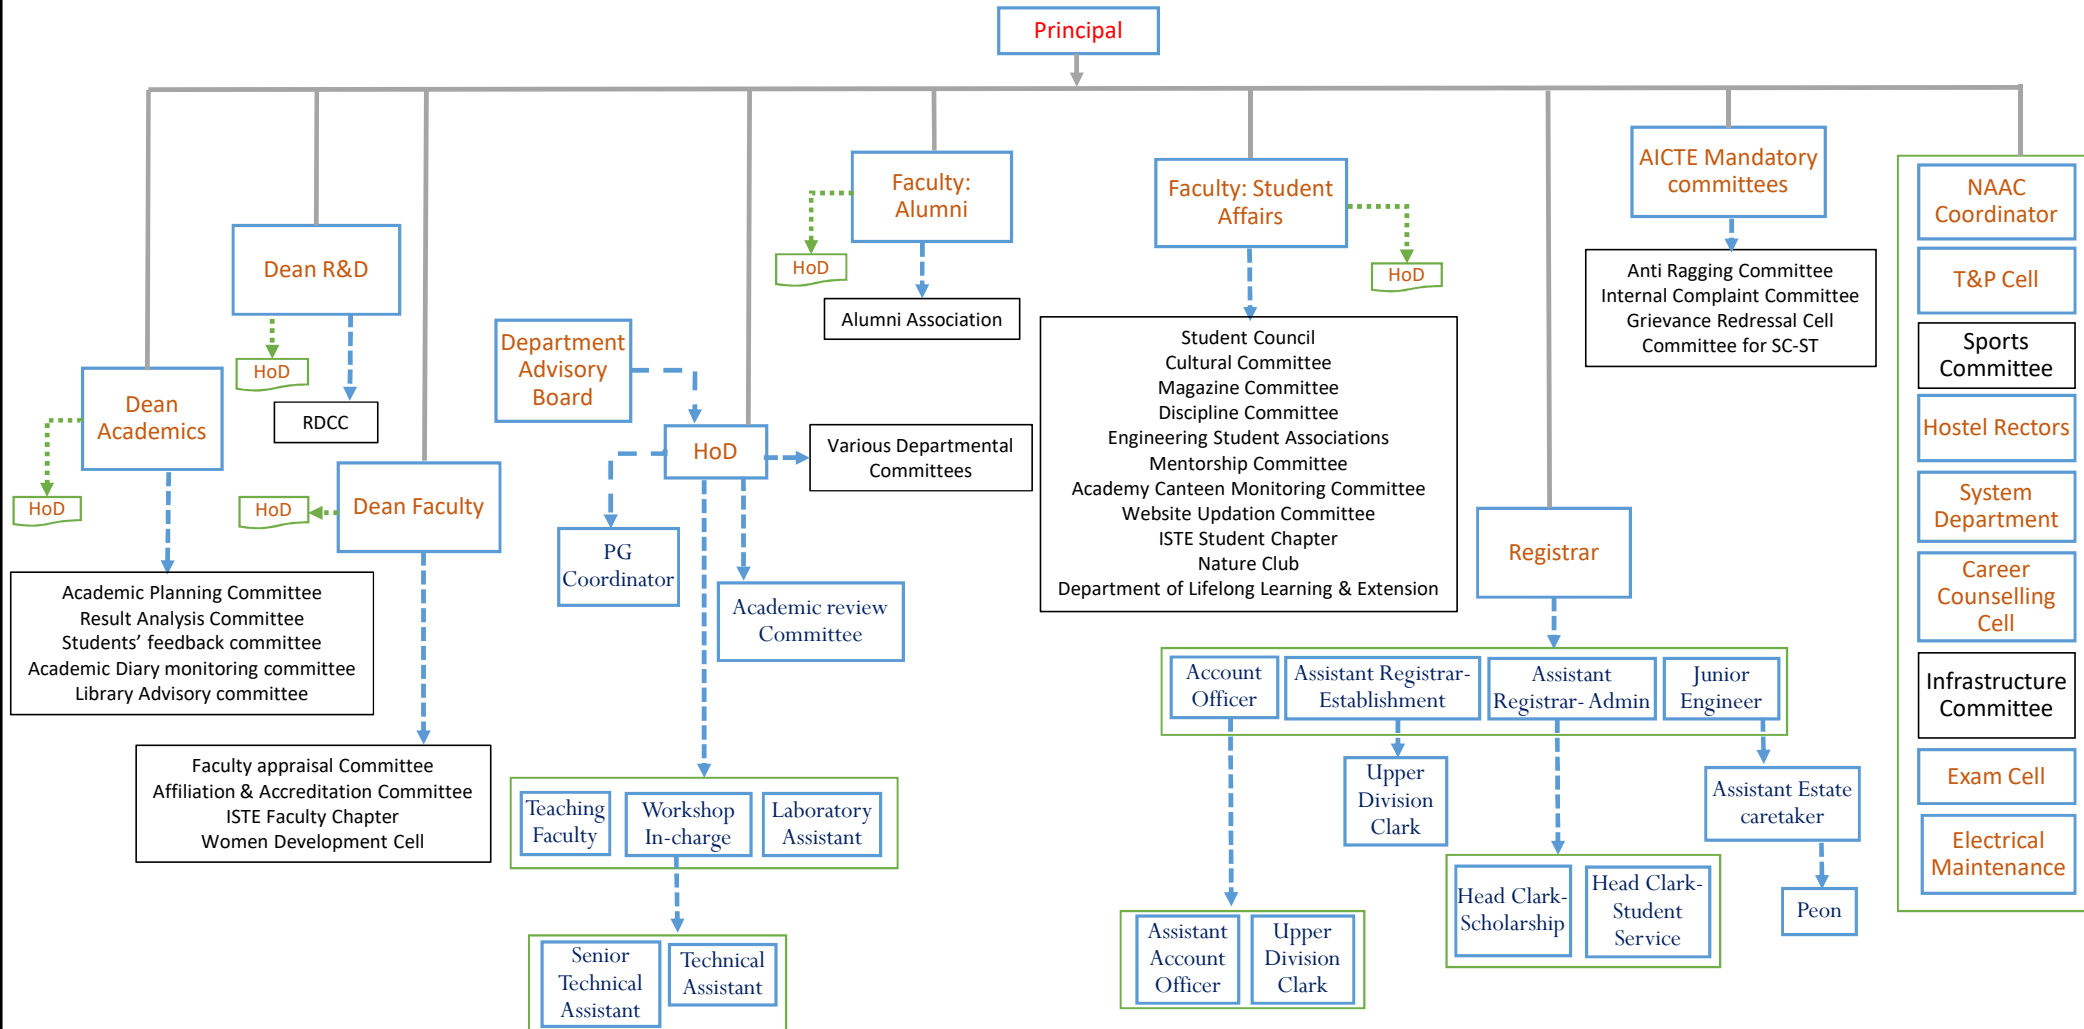 Principal
Dean
Academics
HoD
Academic Planning Committee
Result Analysis Committee
Students’ feedback committee
Academic Diary monitoring committee
Library Advisory committee
Dean R&D
HoD
RDCC
Dean Faculty
HoD
Faculty appraisal Committee
Affiliation & Accreditation Committee
ISTE Faculty Chapter
Women Development Cell
Department
Advisory
Board
HoD
Various Departmental
Committees
PG
Coordinator
Academic review
Committee
Teaching
Faculty
Workshop
In-charge
Laboratory
Assistant
Senior
Technical
Assistant
Technical
Assistant
Faculty:
Alumni
HoD
Alumni Association
Faculty: Student
Affairs
HoD
Student Council
Cultural Committee
Magazine Committee
Discipline Committee
Engineering Student Associations
Mentorship Committee
Academy Canteen Monitoring Committee
Website Updation Committee
ISTE Student Chapter
Nature Club
Department of Lifelong Learning & Extension
Registrar
Account
Officer
Assistant Registrar-
Establishment
Assistant
Registrar- Admin
Junior
Engineer
Upper
Division
Clark
Assistant Estate
caretaker
Peon
Head Clark-
Scholarship
Head Clark-
Student
Service
Assistant
Account
Officer
Upper
Division
Clark
AICTE Mandatory
committees
Anti Ragging Committee
Internal Complaint Committee
Grievance Redressal Cell
Committee for SC-ST
NAAC
Coordinator
T&P Cell
Sports
Committee
Hostel Rectors
System
Department
Career
Counselling
Cell
Infrastructure
Committee
Exam Cell
Electrical
Maintenance